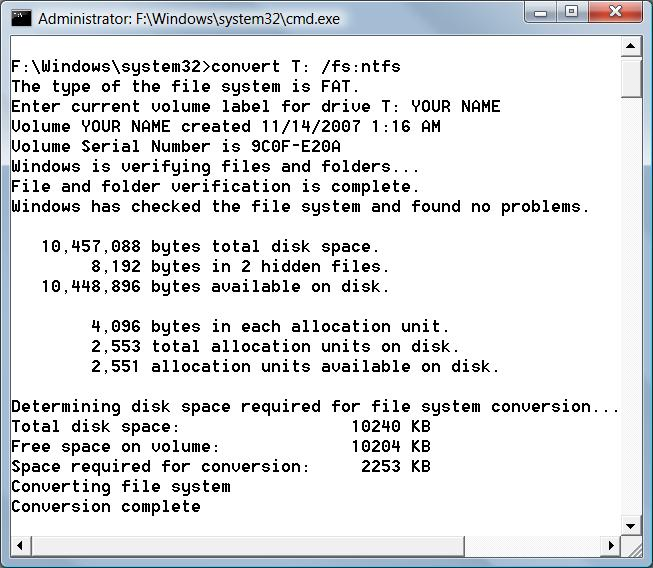 Administrator: F:\Windows\system32\cmd.exe
F:\Windows\system32>convert T: /fs:ntfs
The type of the file system is FAT.
Enter current volume label for drive T: YOUR NAME
Volume YOUR NAME created 11/14/2007 1:16 AM
Volume Serial Number is 9C0F-E20A
Windows is verifying files and folders...
File and folder verification is complete.
Windows has checked the file system and found no problems.
10,457,088 bytes total disk space.
8,192 bytes in 2 hidden files.
10,448,896 bytes available on disk.
4,096 bytes in each allocation unit.
2,553 total allocation units on disk.
2,551 allocation units available on disk.
Determining disk space required for file system conversion...
Total disk space: 10240 KB
Free space on volume: 10204 KB
Space required for conversion: 2253 KB
Converting file system
Conversion complete